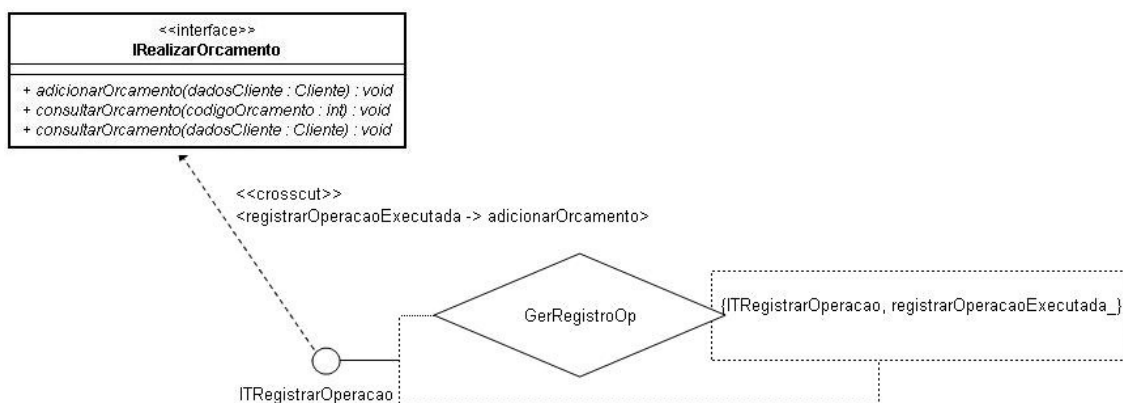 <<interface>>
IRealizarOrcamento
+ adicionarOrcamento(dadosCliente : Cliente) : void
+ consultarOrcamento(codigoOrcamento : int) : void
+ consultarOrcamento(dadosCliente : Cliente) : void
<<crosscut>>
<registrarOperacaoExecutada -> adicionarOrcamento>
GerRegistroOp
{ITRegistrarOperacao, registrarOperacaoExecutada_}
ITRegistrarOperacao